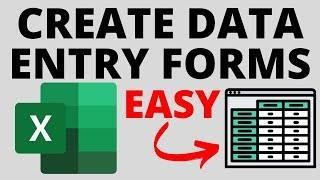 CREATE DATA
ENTRY FORMS
X
EASY